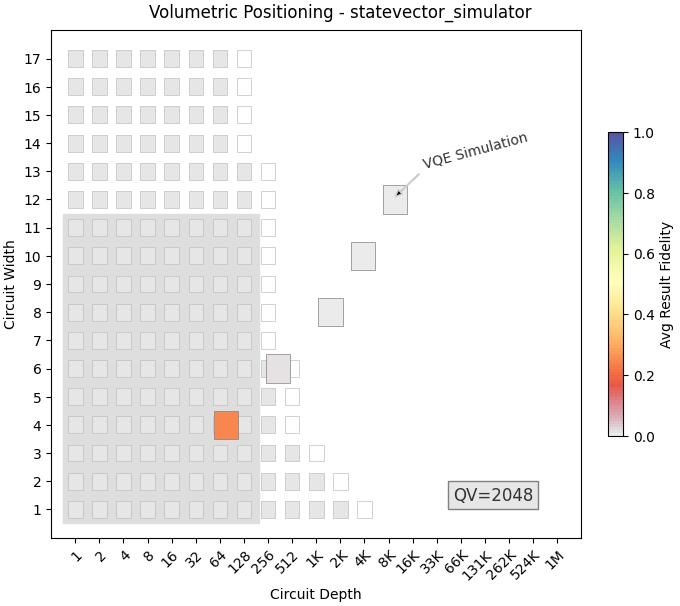 Volumetric Positioning - statevector_simulator
Circuit Width
17
16
15
14
13
12
11
10
9
8
7
6
5
4
3
2
1
VQE Simulation
QV=2048
1
2
4
8
16
32
64
128
256
512
1K
2K
4K
8K
16K
33K
66K
131K
262K
524K
1M
Circuit Depth
1.0
0.8
0.6
0.4
0.2
0.0
Avg Result Fidelity